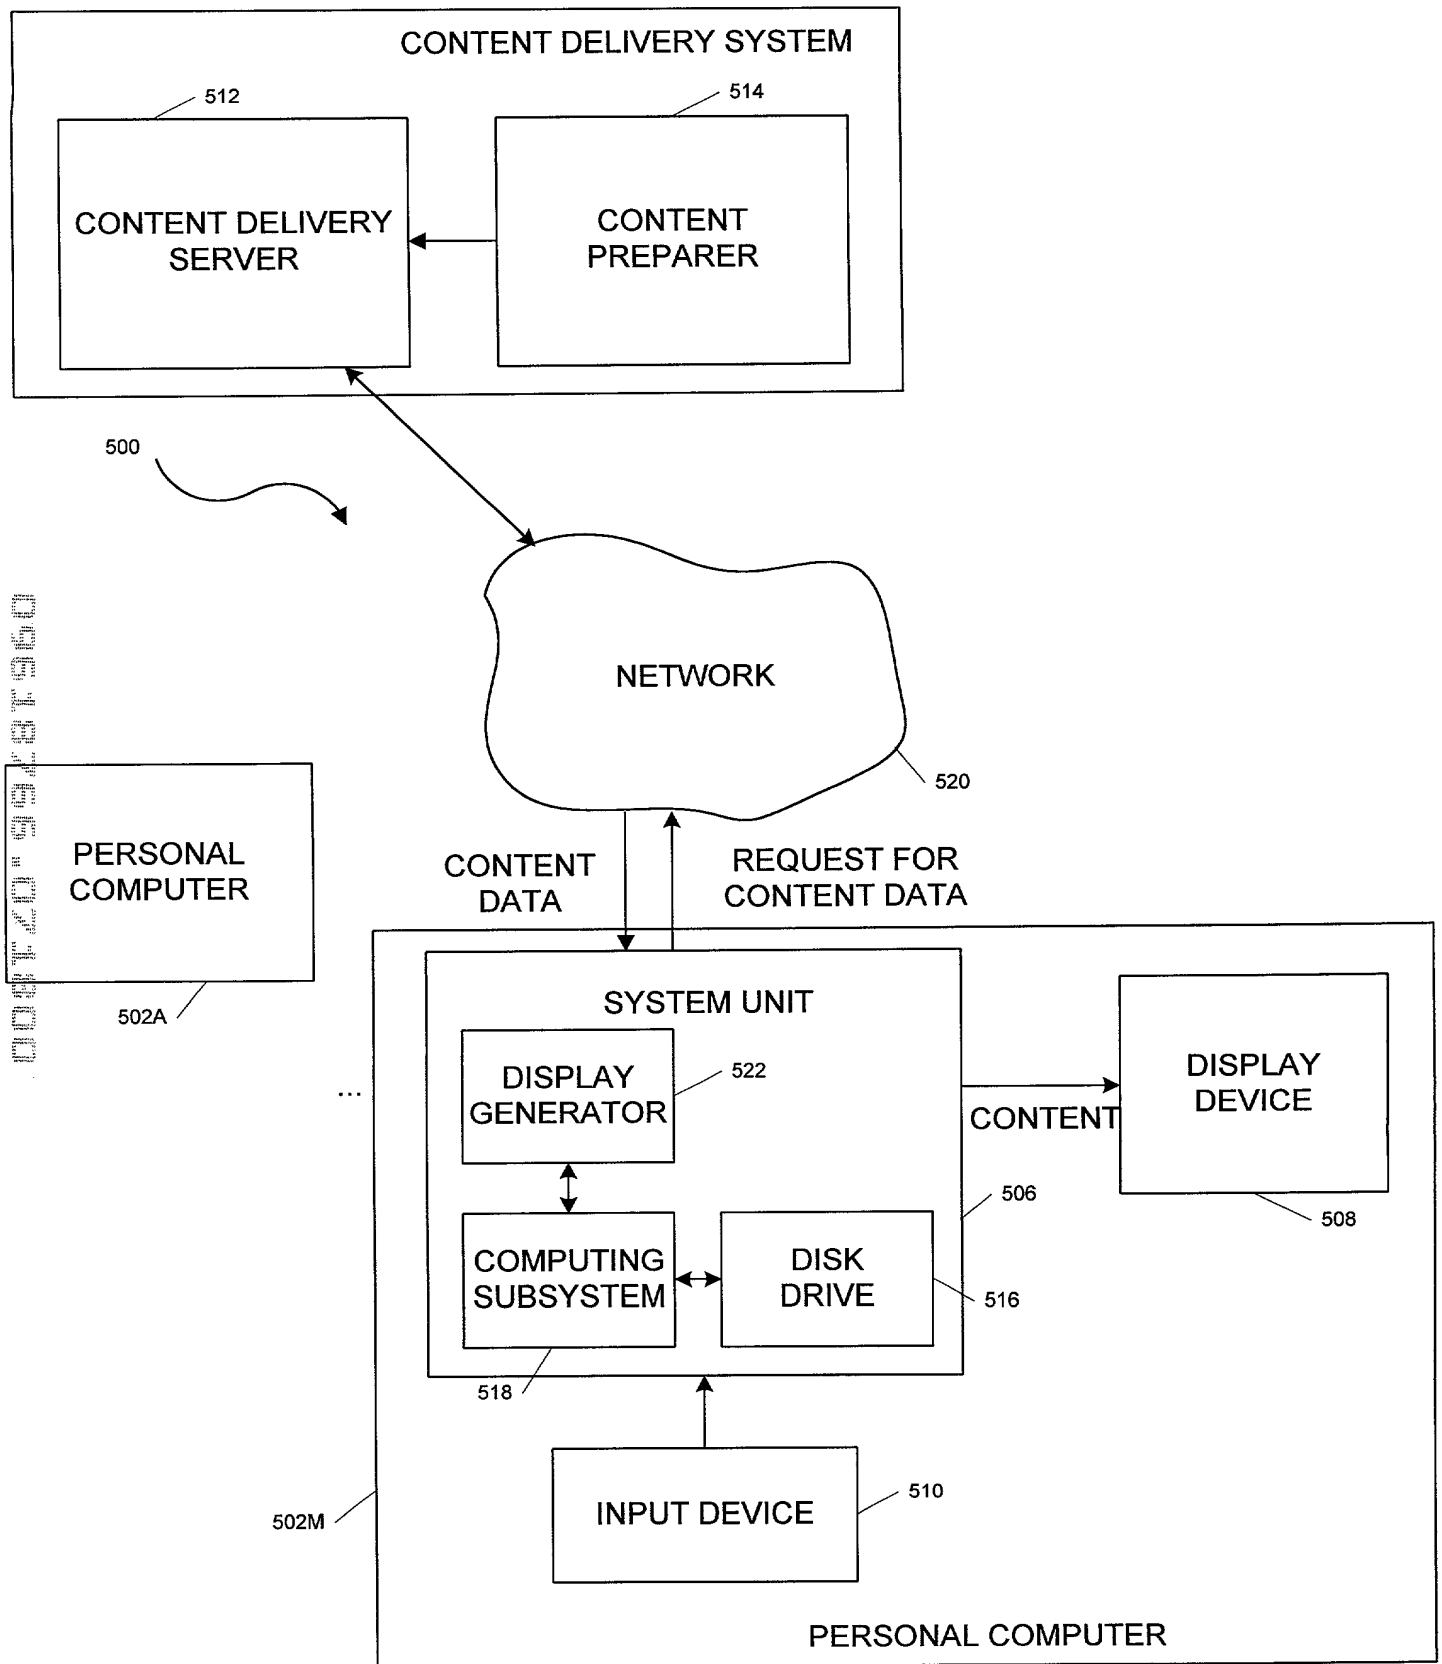 CONTENT DELIVERY SYSTEM
512
514
CONTENT DELIVERY
SERVER
CONTENT
PREPARER
500
NETWORK
520
PERSONAL
COMPUTER
502A
CONTENT
DATA
REQUEST FOR
CONTENT DATA
SYSTEM UNIT
DISPLAY
GENERATOR
522
DISPLAY
DEVICE
508
...
CONTENT
506
COMPUTING
SUBSYSTEM
518
DISK
DRIVE
516
INPUT DEVICE
510
502M
PERSONAL COMPUTER